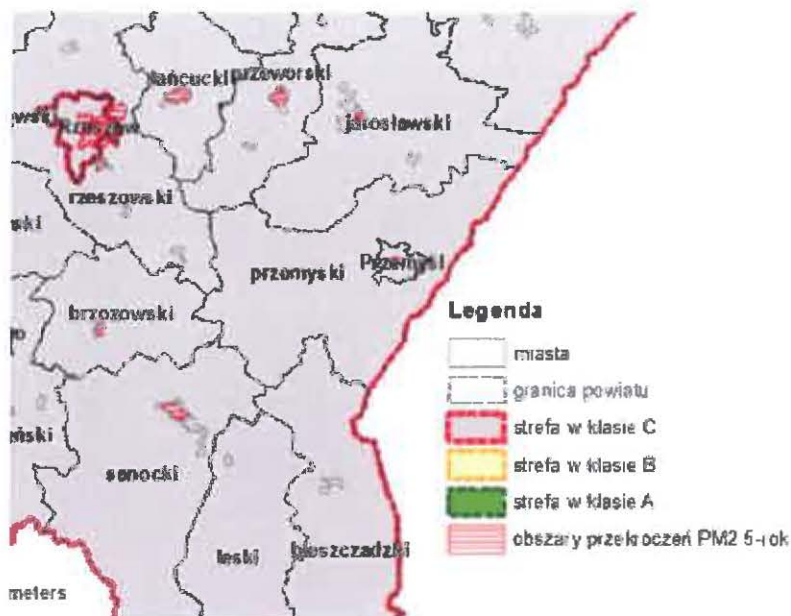 łańcucki
przeworski
jarosławski
Rzeszów
rzeszowski
przemyski
Przemyśl
brzozowski
sanocki
leski
bieszczadzki
meters
Legenda
miasta
granica powiatu
strefa w klasie C
strefa w klasie B
strefa w klasie A
obszary przekroczeń PM2 5-rok